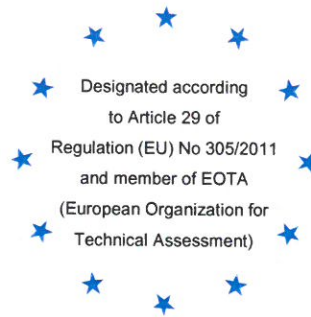 Designated according
to Article 29 of
Regulation (EU) No 305/2011
and member of EOTA
(European Organization for
Technical Assessment)